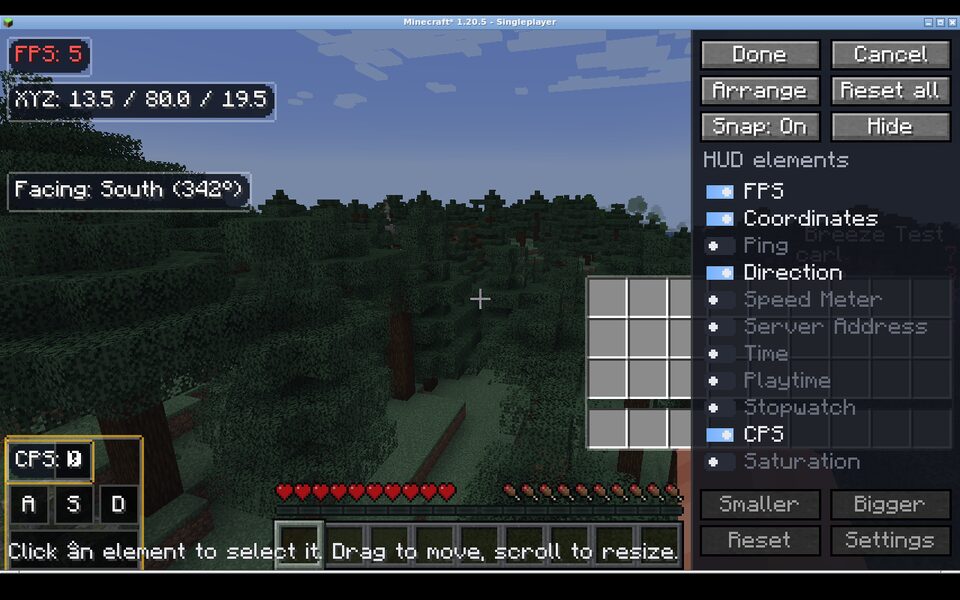 Minecraft* 1.20.5 - Singleplayer
FPS: 5
XYZ: 13.5 / 80.0 / 19.5
Facing: South (342°)
CPS: 0
A S D
Click an element to select it. Drag to move, scroll to resize.
Done Cancel
Arrange Reset all
Snap: On Hide
HUD elements
FPS
Coordinates
Ping
Breeze Test
Direction
Speed Meter
Server Address
Time
Playtime
Stopwatch
CPS
Saturation
Smaller Bigger
Reset Settings